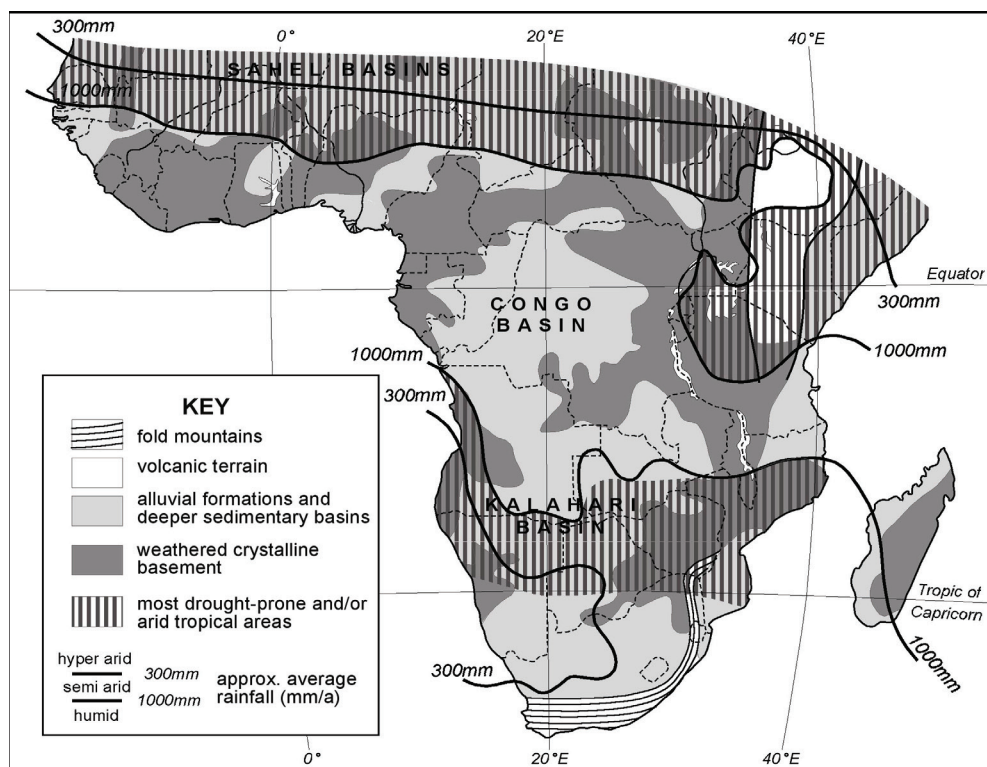 300mm
0°
20°E
40°E
SAHEL BASINS
1000mm
Equator
300mm
CONGO
BASIN
1000mm
1000mm
300mm
KEY
fold mountains
volcanic terrain
alluvial formations and
deeper sedimentary basins
weathered crystalline
basement
most drought-prone and/or
arid tropical areas
hyper arid
300mm
semi arid
1000mm
humid
approx. average
rainfall (mm/a)
KALAHARI
BASIN
Tropic of
Capricorn
300mm
1000mm
0°
20°E
40°E